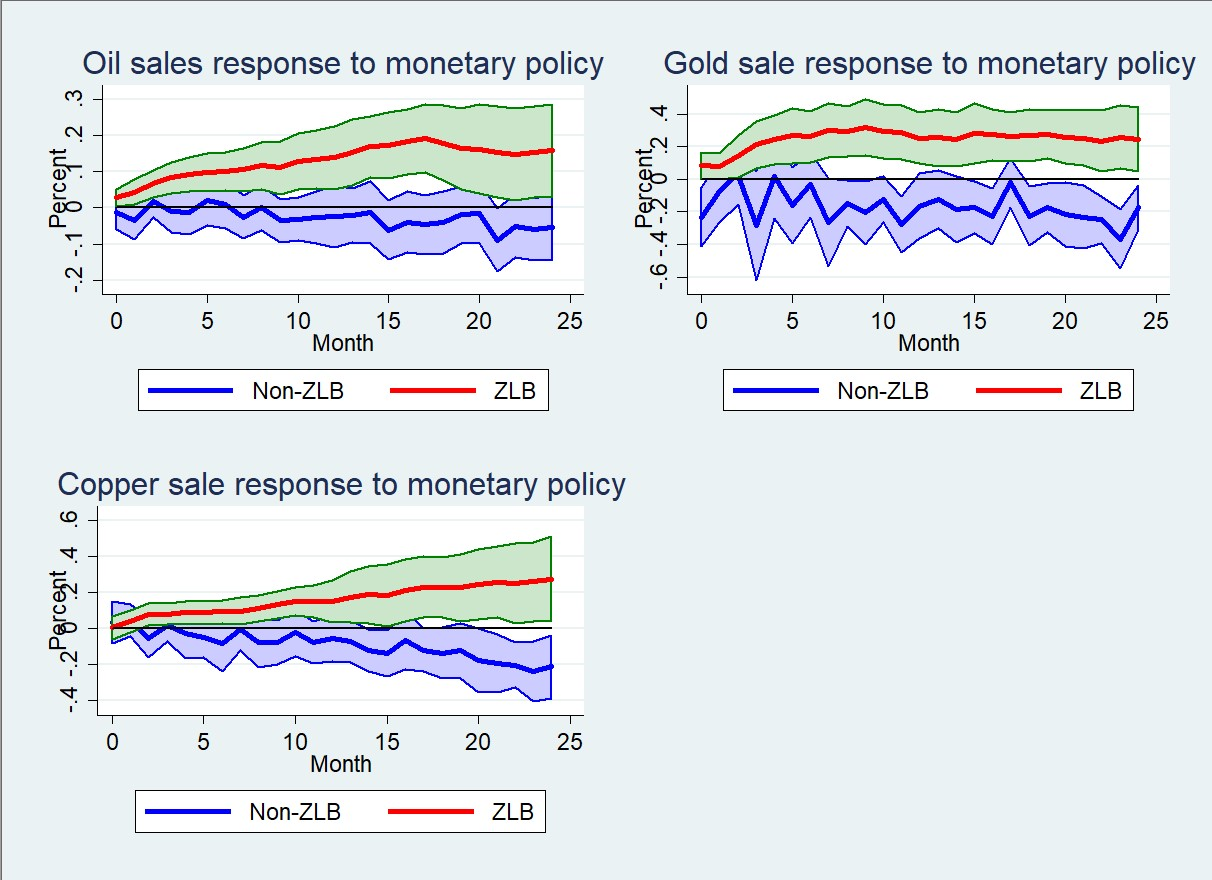 Oil sales response to monetary policy
Percent
.3
.2
.1
0
-.1
-.2
0 5 10 15 20 25
Month
Non-ZLB ZLB
Gold sale response to monetary policy
Percent
.4
.2
0
-.2
-.4
-.6
0 5 10 15 20 25
Month
Non-ZLB ZLB
Copper sale response to monetary policy
Percent
.6
.4
.2
0
-.2
-.4
0 5 10 15 20 25
Month
Non-ZLB ZLB